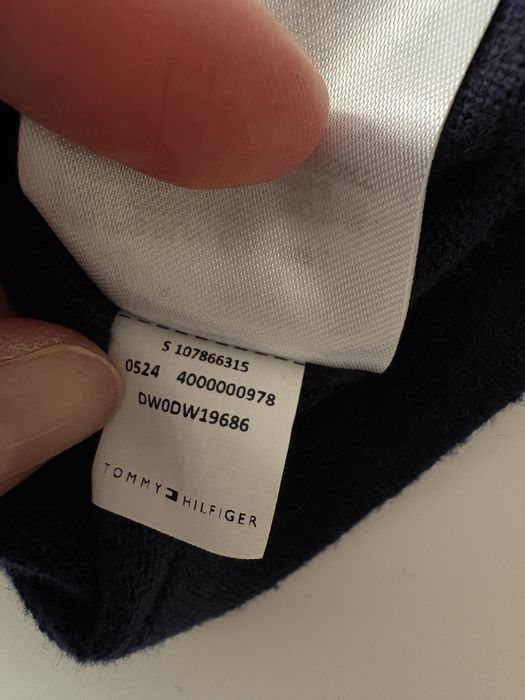 S 107866315
0524 4000000978
DW0DW19686
TOMMY HILFIGER